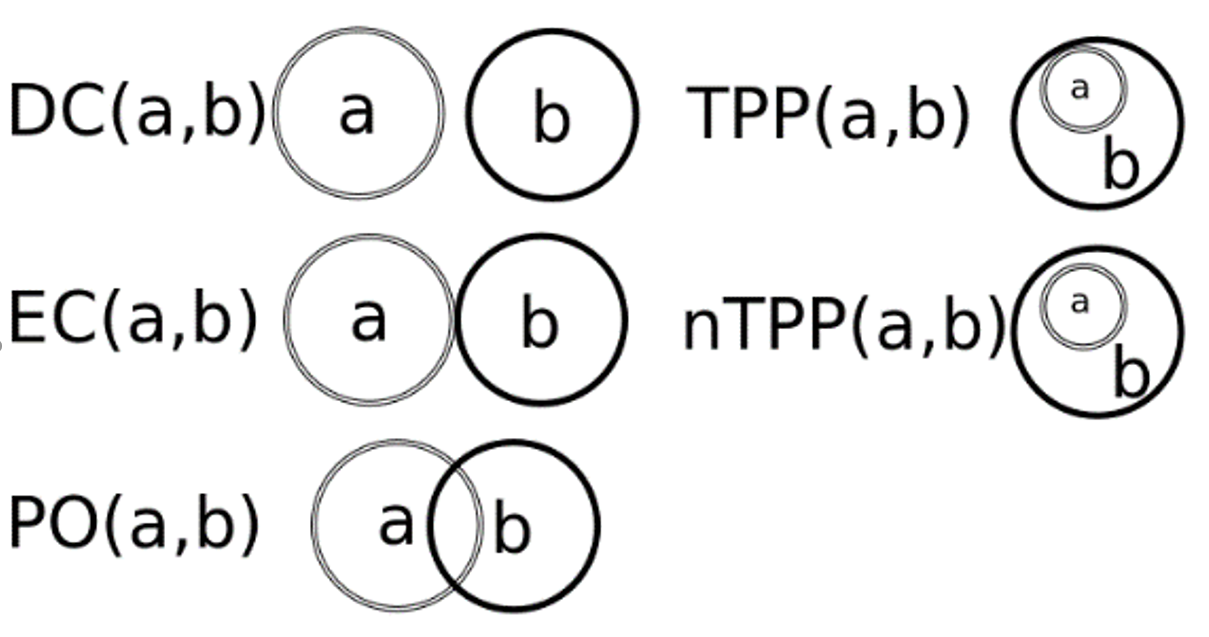 DC(a,b) a b
EC(a,b) a b
PO(a,b) a b
TPP(a,b) a b
nTPP(a,b) a b